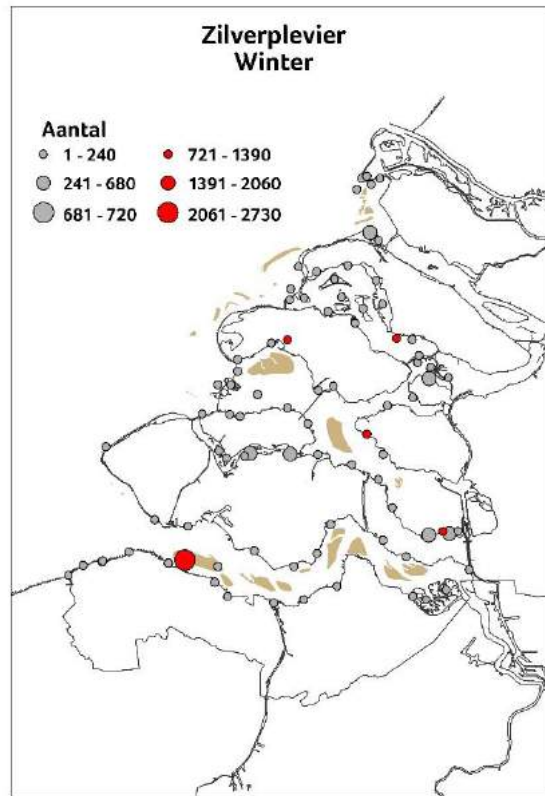 Zilverplevier
Winter
Aantal
1 - 240
721 - 1390
241 - 680
1391 - 2060
681 - 720
2061 - 2730